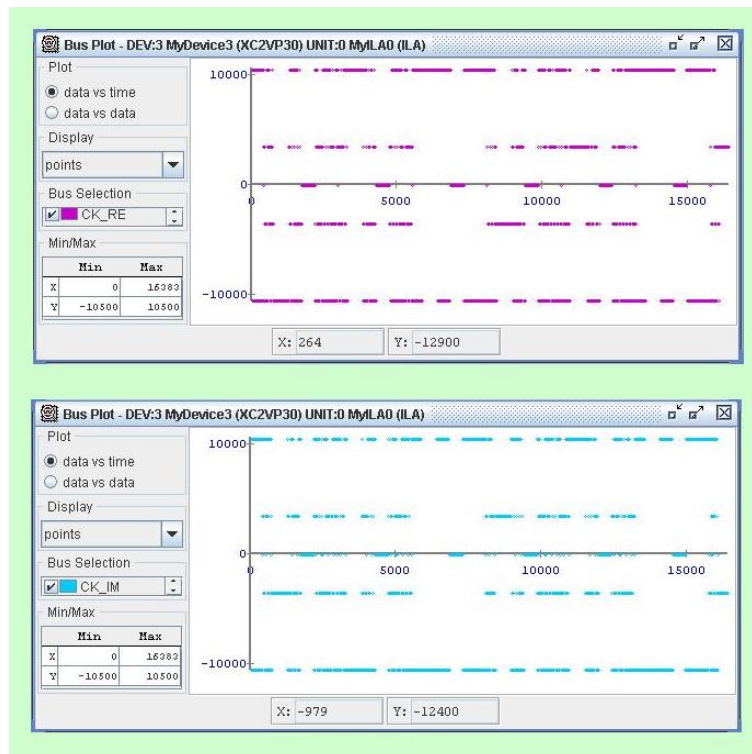 Bus Plot - DEV:3 MyDevice3 (XC2VP30) UNIT:0 MyILA0 (ILA)
Plot
data vs time
data vs data
Display
points
Bus Selection
CK_RE
Min/Max
Min Max
X 0 16383
Y -10500 10500
10000
0
-10000
0 5000 10000 15000
X: 264 Y: -12900
Bus Plot - DEV:3 MyDevice3 (XC2VP30) UNIT:0 MyILA0 (ILA)
Plot
data vs time
data vs data
Display
points
Bus Selection
CK_IM
Min/Max
Min Max
X 0 16383
Y -10500 10500
10000
0
-10000
0 5000 10000 15000
X: -979 Y: -12400